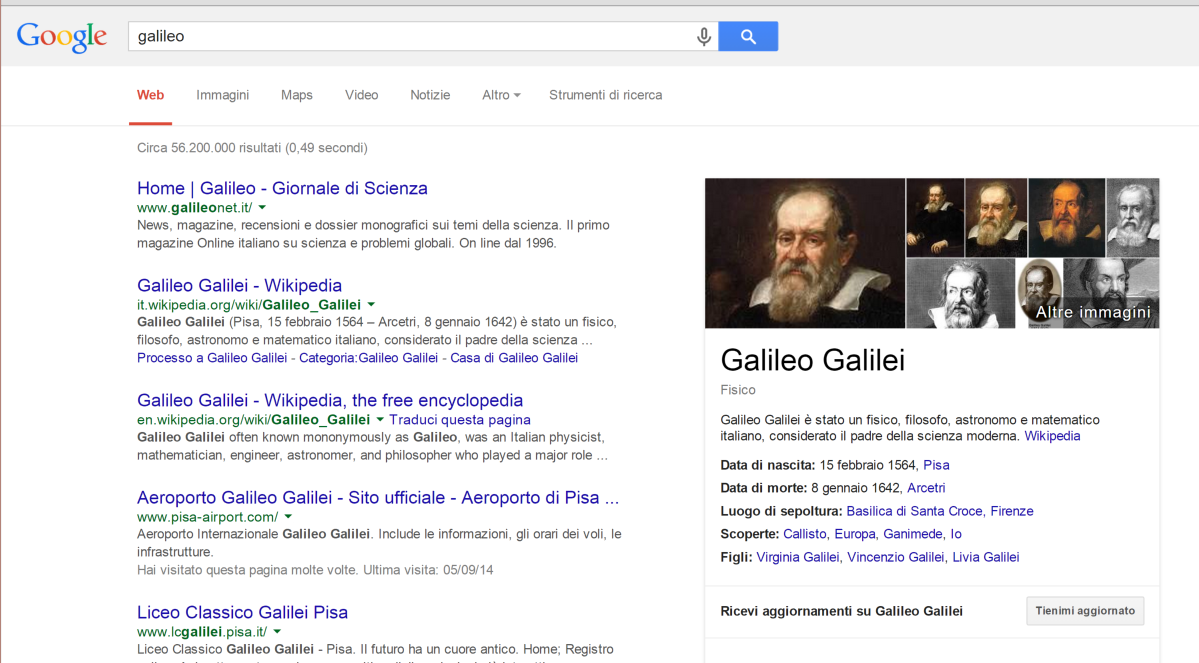 Google
galileo
Web Immagini Maps Video Notizie Altro Strumenti di ricerca
Circa 56.200.000 risultati (0,49 secondi)
Home | Galileo - Giornale di Scienza
www.galileonet.it/
News, magazine, recensioni e dossier monografici sui temi della scienza. Il primo
magazine Online italiano su scienza e problemi globali. On line dal 1996.
Galileo Galilei - Wikipedia
it.wikipedia.org/wiki/Galileo_Galilei
Galileo Galilei (Pisa, 15 febbraio 1564 – Arcetri, 8 gennaio 1642) è stato un fisico,
filosofo, astronomo e matematico italiano, considerato il padre della scienza ...
Processo a Galileo Galilei - Categoria:Galileo Galilei - Casa di Galileo Galilei
Galileo Galilei - Wikipedia, the free encyclopedia
en.wikipedia.org/wiki/Galileo_Galilei Traduci questa pagina
Galileo Galilei often known mononymously as Galileo, was an Italian physicist,
mathematician, engineer, astronomer, and philosopher who played a major role ...
Aeroporto Galileo Galilei - Sito ufficiale - Aeroporto di Pisa ...
www.pisa-airport.com/
Aeroporto Internazionale Galileo Galilei. Include le informazioni, gli orari dei voli, le
infrastrutture.
Hai visitato questa pagina molte volte. Ultima visita: 05/09/14
Liceo Classico Galilei Pisa
www.lcgalilei.pisa.it/
Liceo Classico Galileo Galilei - Pisa. Il futuro ha un cuore antico. Home; Registro
Altre immagini
Galileo Galilei
Fisico
Galileo Galilei è stato un fisico, filosofo, astronomo e matematico
italiano, considerato il padre della scienza moderna. Wikipedia
Data di nascita: 15 febbraio 1564, Pisa
Data di morte: 8 gennaio 1642, Arcetri
Luogo di sepoltura: Basilica di Santa Croce, Firenze
Scoperte: Callisto, Europa, Ganimede, Io
Figli: Virginia Galilei, Vincenzio Galilei, Livia Galilei
Ricevi aggiornamenti su Galileo Galilei
Tienimi aggiornato